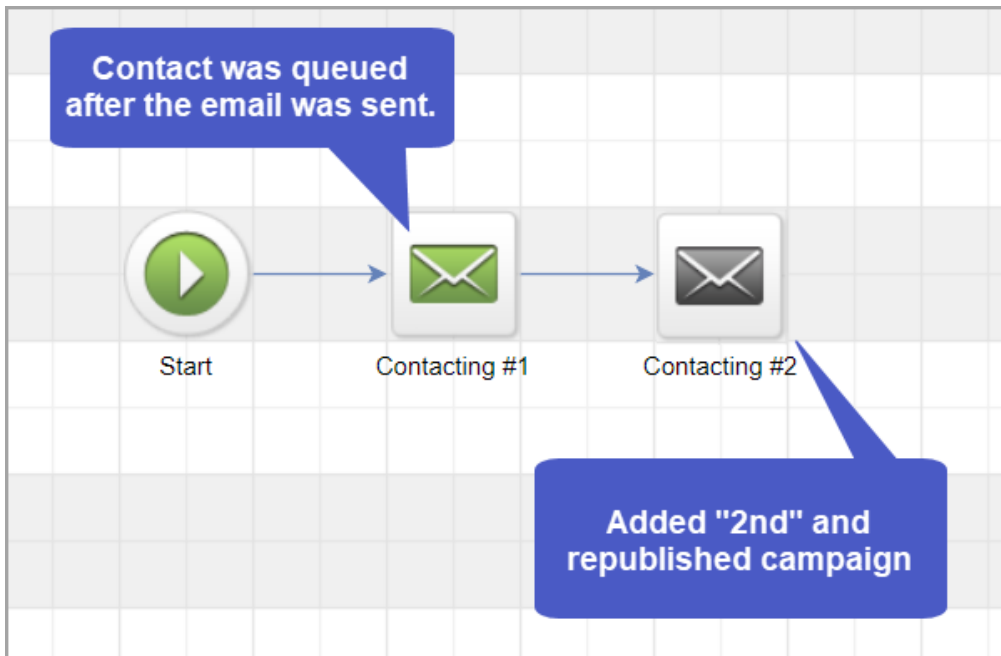 Contact was queued
after the email was sent.
Start
Contacting #1
Contacting #2
Added "2nd" and
republished campaign